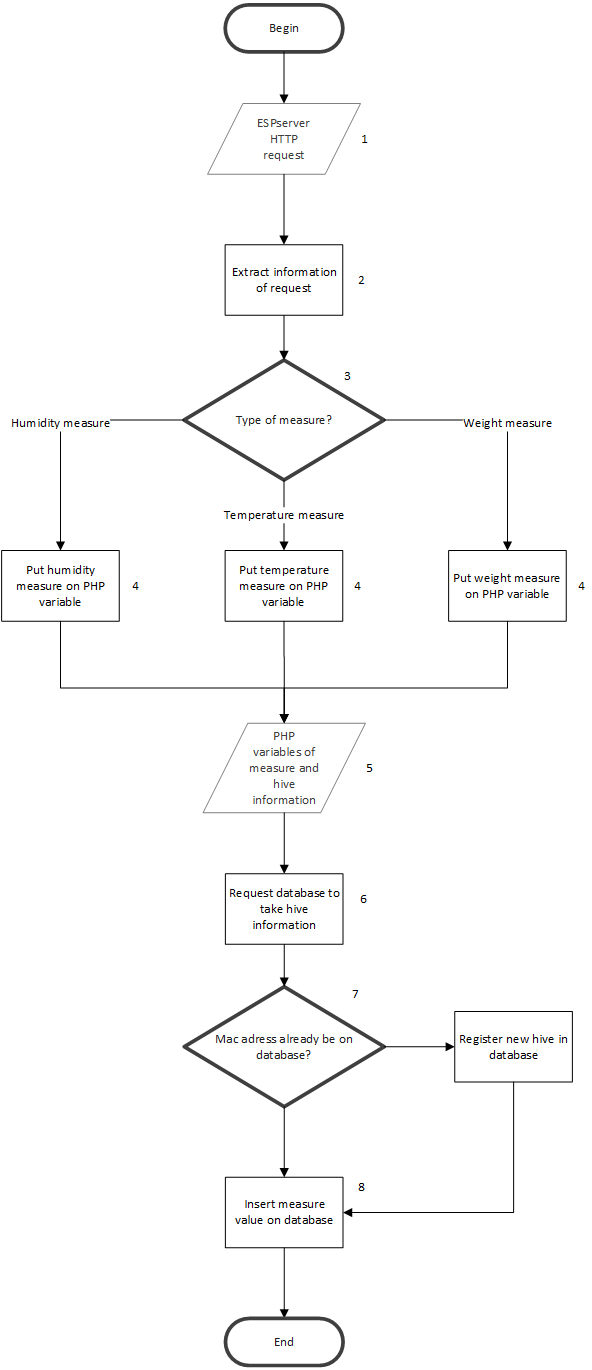 Begin
ESPserver
HTTP
request
1
Extract information
of request
2
3
Type of measure?
Humidity measure
Weight measure
Temperature measure
Put humidity
measure on PHP
variable
4
Put temperature
measure on PHP
variable
4
Put weight measure
on PHP variable
4
PHP
variables of
measure and
hive
information
5
Request database to
take hive
information
6
7
Mac adress already be on
database?
Register new hive in
database
8
Insert measure
value on database
End